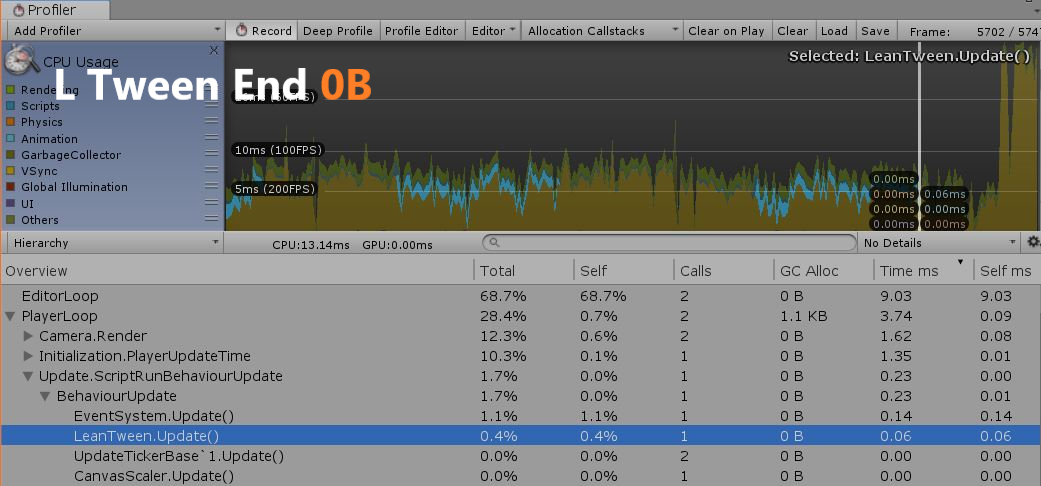 Profiler
Add Profiler Record Deep Profile Profile Editor Editor Allocation Callstacks Clear on Play Clear Load Save Frame: 5702 / 574
CPU Usage Selected: LeanTween.Update()
L Tween End 0B
Rendering
Scripts
Physics
Animation
GarbageCollector 10ms (100FPS)
VSync
Global Illumination 5ms (200FPS) 0.00ms
UI 0.00ms 0.06ms
0.00ms 0.00ms
Others 0.00ms 0.00ms
Hierarchy CPU:13.14ms GPU:0.00ms No Details
Overview Total Self Calls GC Alloc Time ms Self ms
EditorLoop 68.7% 68.7% 2 0 B 9.03 9.03
PlayerLoop 28.4% 0.7% 2 1.1 KB 3.74 0.09
Camera.Render 12.3% 0.6% 2 0 B 1.62 0.08
Initialization.PlayerUpdateTime 10.3% 0.1% 1 0 B 1.35 0.01
Update.ScriptRunBehaviourUpdate 1.7% 0.0% 1 0 B 0.23 0.00
BehaviourUpdate 1.7% 0.0% 1 0 B 0.23 0.01
EventSystem.Update() 1.1% 1.1% 1 0 B 0.14 0.14
LeanTween.Update() 0.4% 0.4% 1 0 B 0.06 0.06
UpdateTickerBase`1.Update() 0.0% 0.0% 2 0 B 0.00 0.00
CanvasScaler.Update() 0.0% 0.0% 1 0 B 0.00 0.00